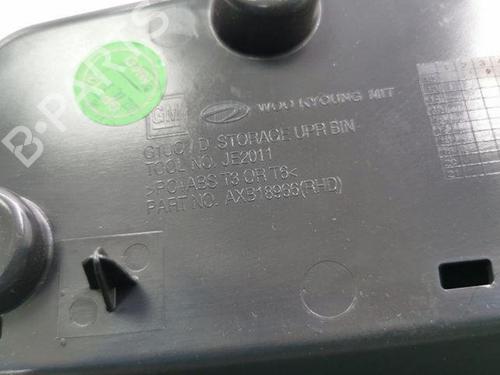 GM WOO KYOUNG MIT
G1UC I/D STORAGE UPR BIN
TOOL NO. JE2011
>PC+ABS T3 OR T6<
PART NO. AXB18966(RHD)
B-PARTS